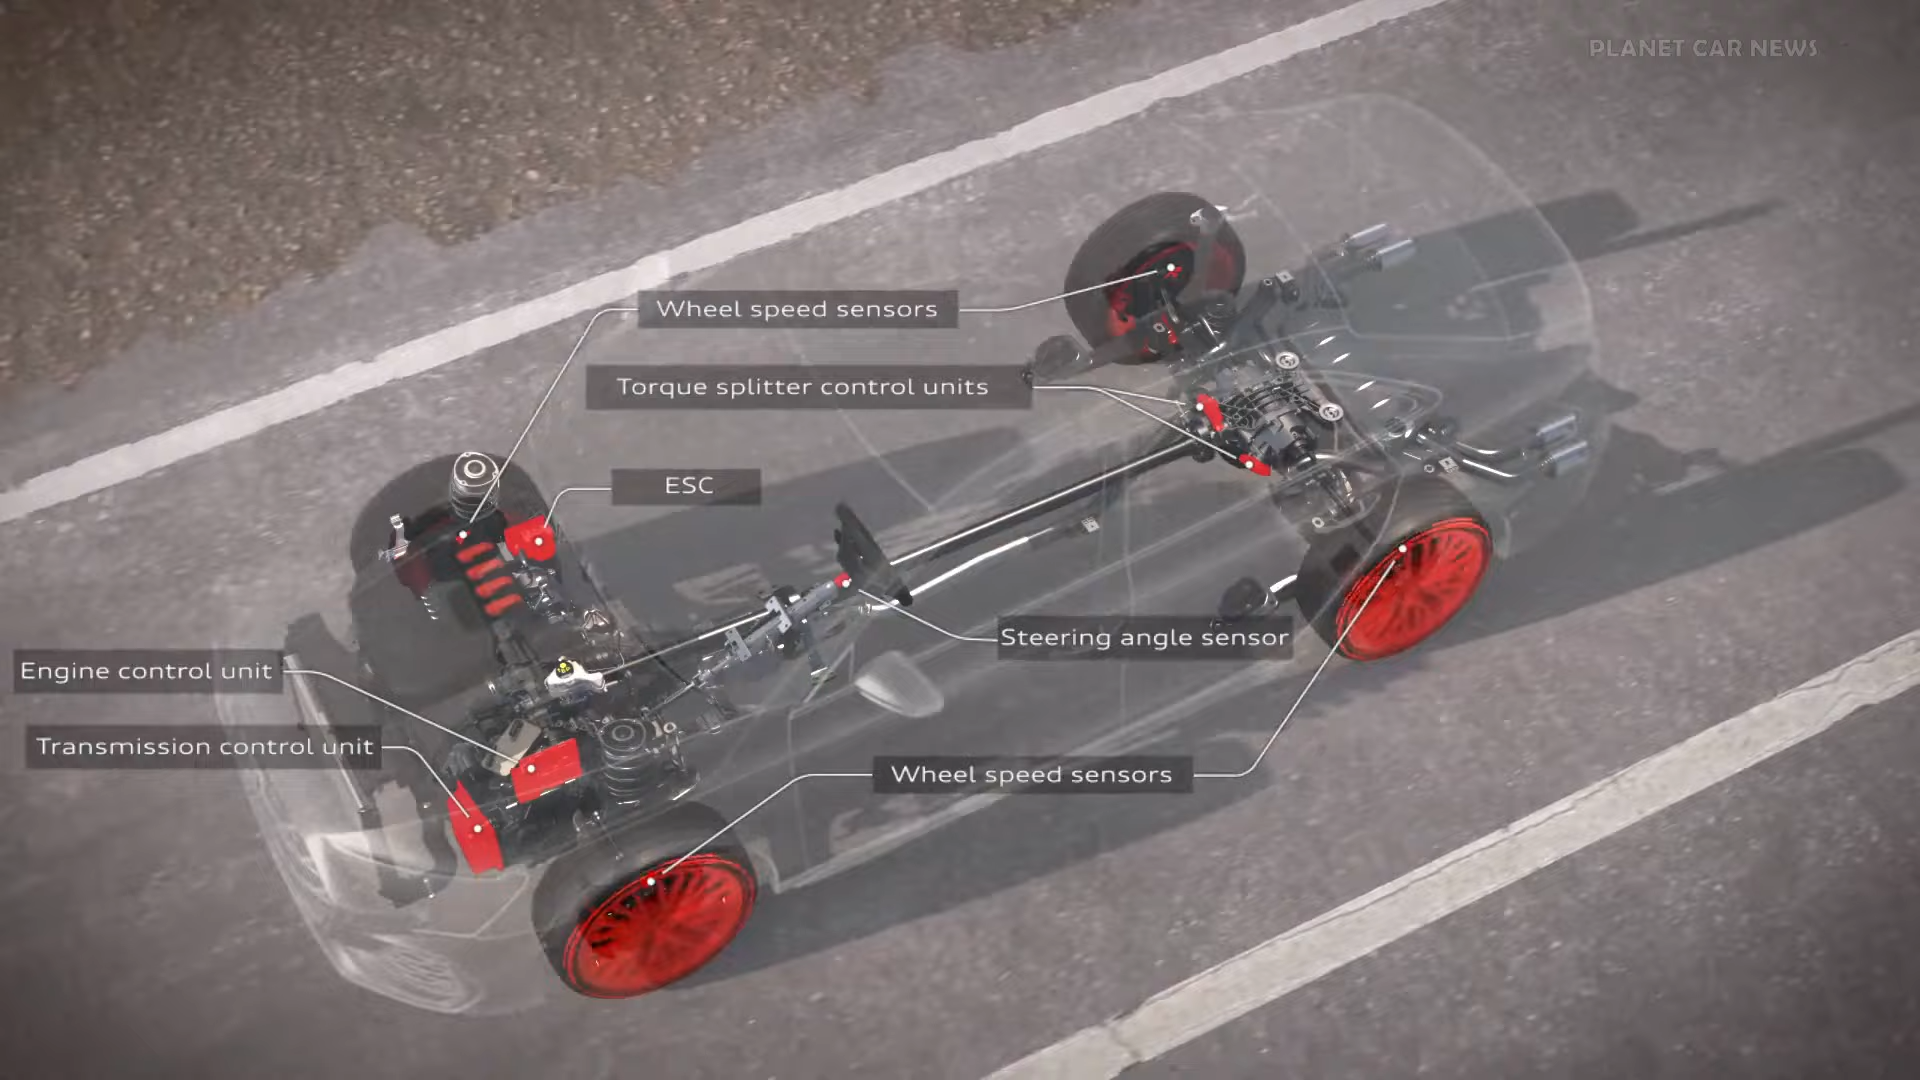 PLANET CAR NEWS
Wheel speed sensors
Torque splitter control units
ESC
Steering angle sensor
Engine control unit
Transmission control unit
Wheel speed sensors